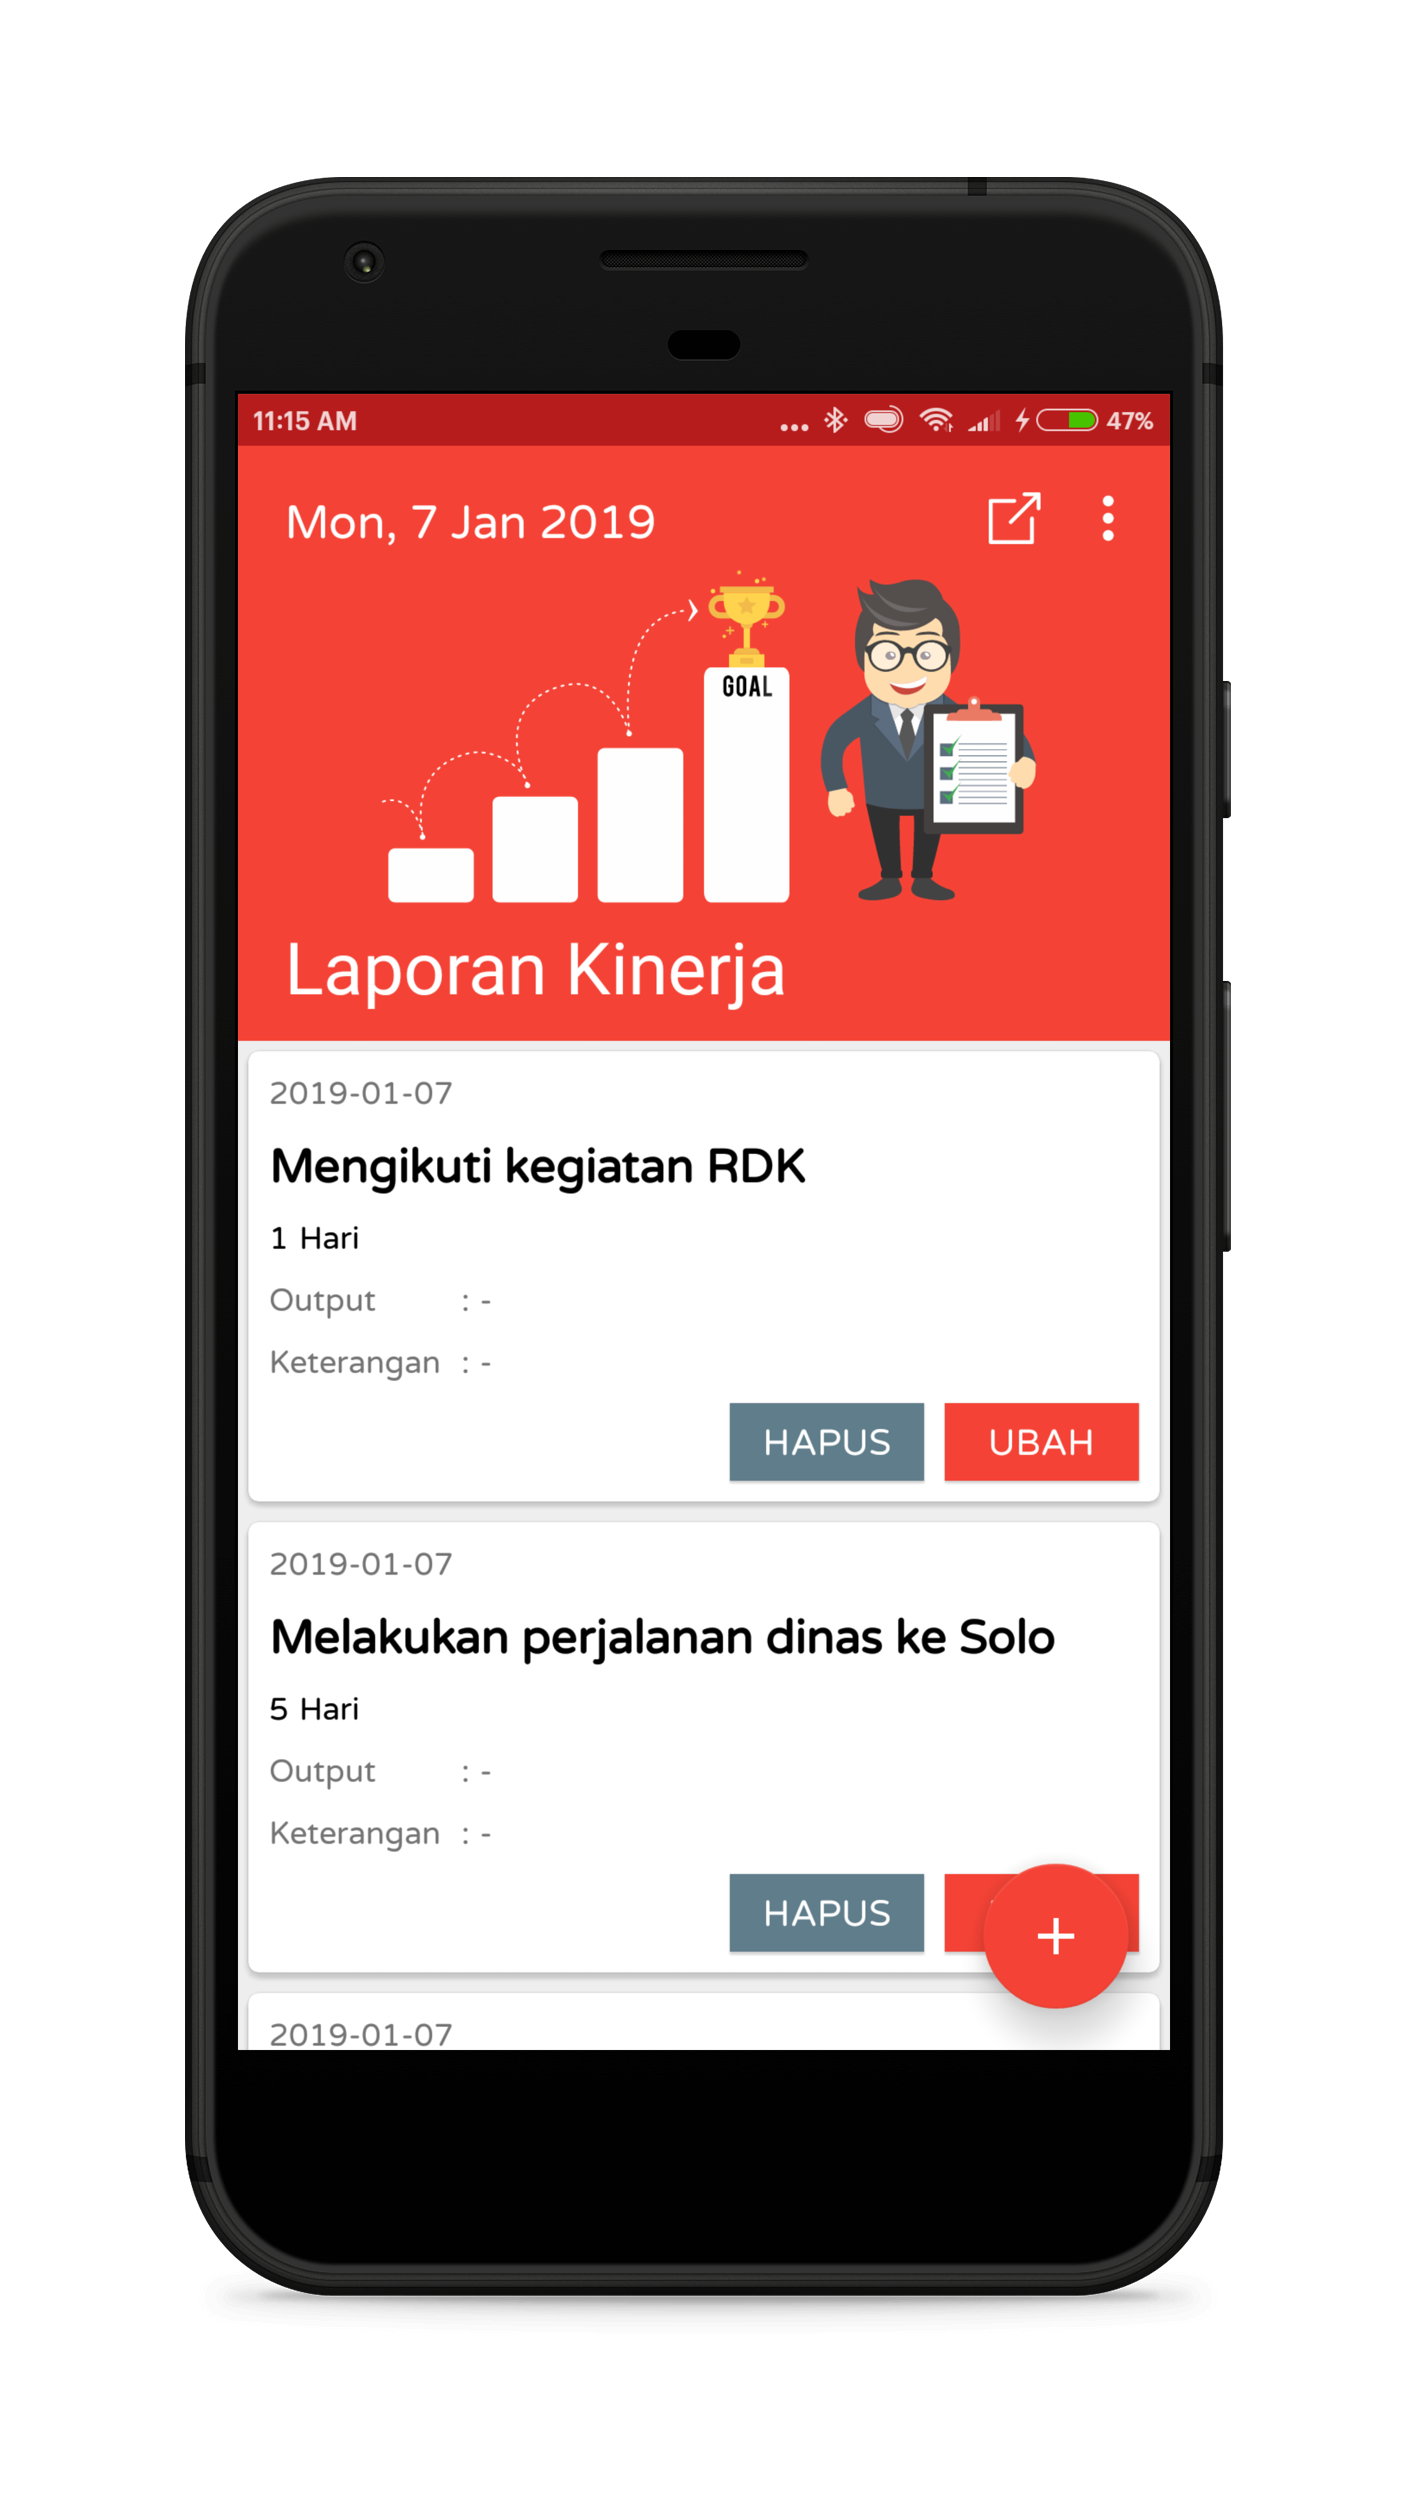 11:15 AM
47%
Mon, 7 Jan 2019
GOAL
Laporan Kinerja
2019-01-07
Mengikuti kegiatan RDK
1 Hari
Output : -
Keterangan : -
HAPUS UBAH
2019-01-07
Melakukan perjalanan dinas ke Solo
5 Hari
Output : -
Keterangan : -
HAPUS
+
2019-01-07